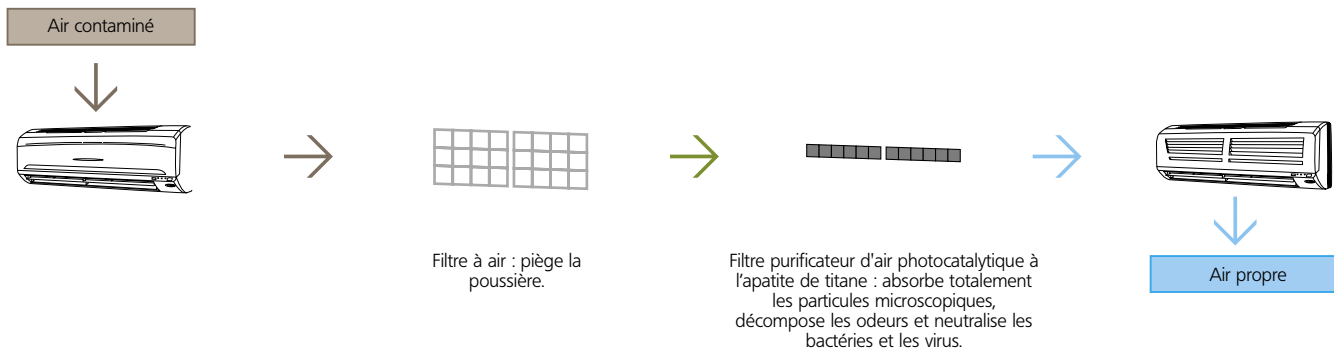 Air contaminé
Filtre à air : piège la
poussière.
Filtre purificateur d'air photocatalytique à
l’apatite de titane : absorbe totalement
les particules microscopiques,
décompose les odeurs et neutralise les
bactéries et les virus.
Air propre